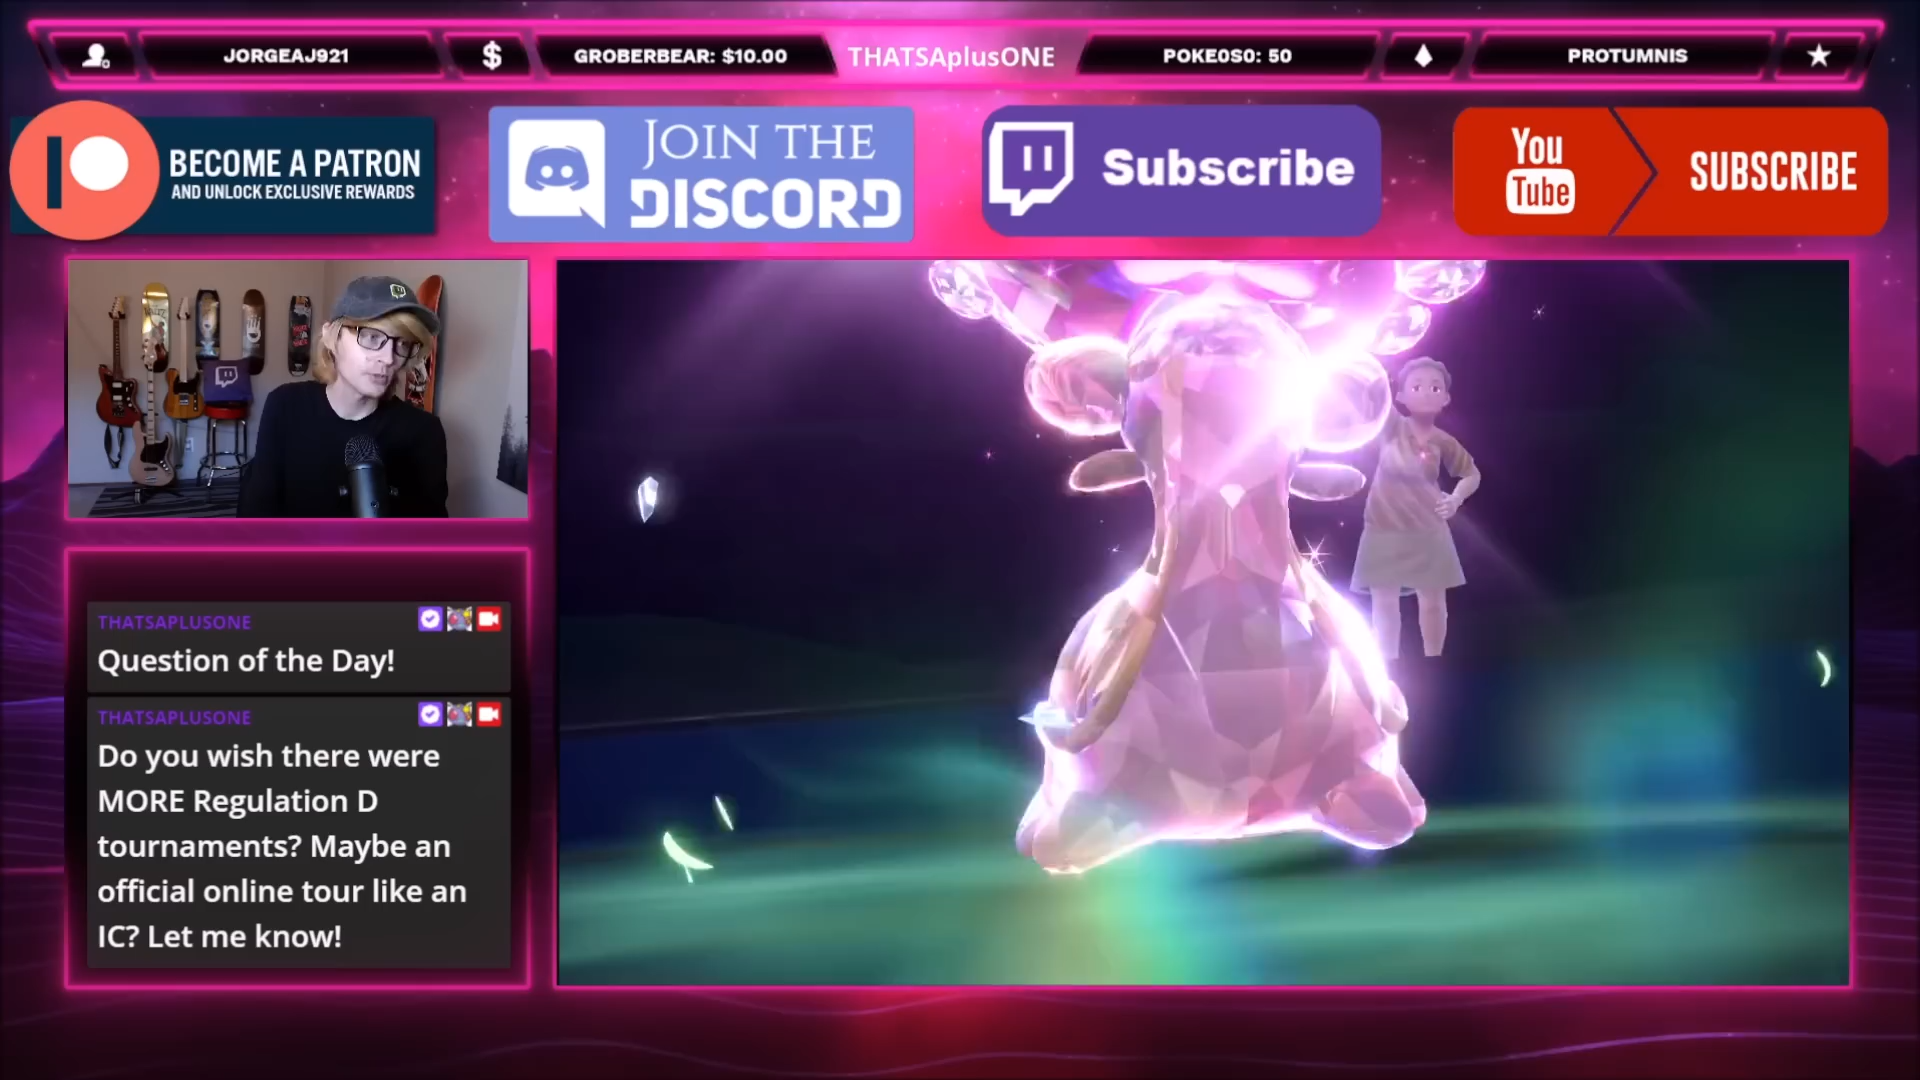 JORGEAJ921
$
GROBERBEAR: $10.00
THATSAplusONE
POKE0S0: 50
PROTUMNIS
BECOME A PATRON
AND UNLOCK EXCLUSIVE REWARDS
JOIN THE
DISCORD
Subscribe
You
Tube
SUBSCRIBE
THATSAPLUSONE
Question of the Day!
THATSAPLUSONE
Do you wish there were
MORE Regulation D
tournaments? Maybe an
official online tour like an
IC? Let me know!